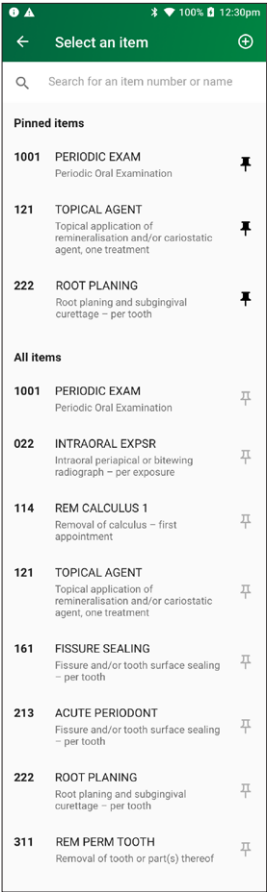 100% 12:30pm
Select an item
Search for an item number or name
Pinned items
1001 PERIODIC EXAM
Periodic Oral Examination
121 TOPICAL AGENT
Topical application of
remineralisation and/or cariostatic
agent, one treatment
222 ROOT PLANING
Root planing and subgingival
curettage – per tooth
All items
1001 PERIODIC EXAM
Periodic Oral Examination
022 INTRAORAL EXPSR
Intraoral periapical or bitewing
radiograph – per exposure
114 REM CALCULUS 1
Removal of calculus – first
appointment
121 TOPICAL AGENT
Topical application of
remineralisation and/or cariostatic
agent, one treatment
161 FISSURE SEALING
Fissure and/or tooth surface sealing
– per tooth
213 ACUTE PERIODONT
Fissure and/or tooth surface sealing
– per tooth
222 ROOT PLANING
Root planing and subgingival
curettage – per tooth
311 REM PERM TOOTH
Removal of tooth or part(s) thereof